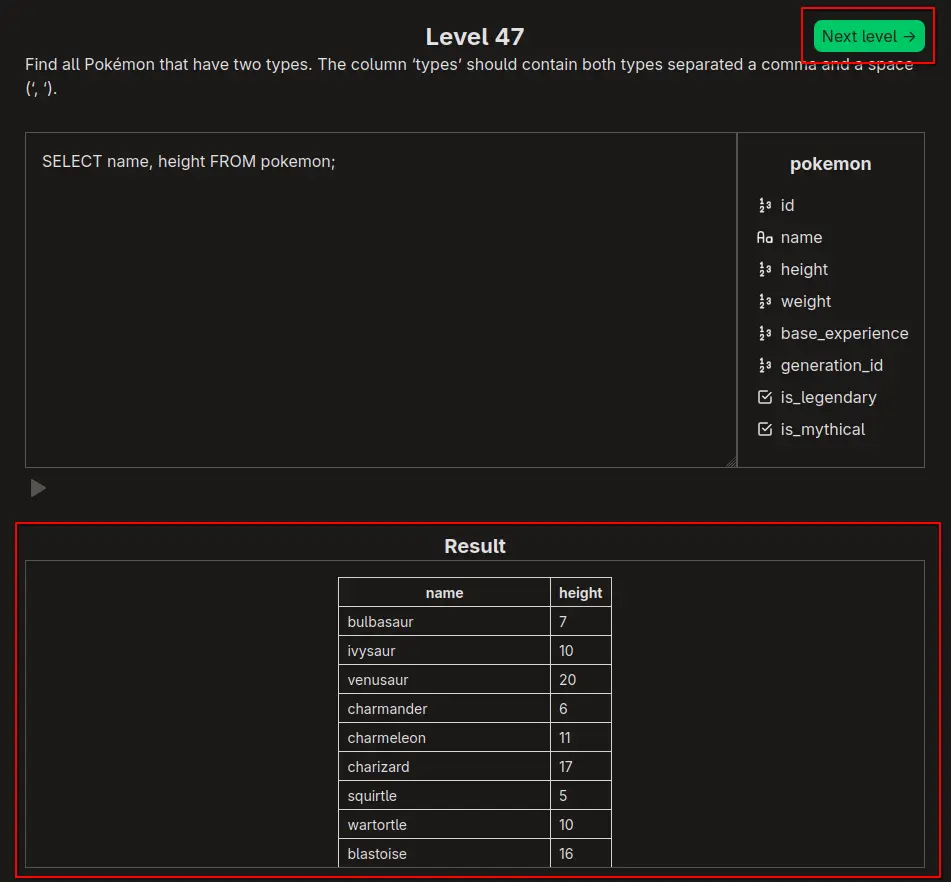 Level 47
Next level →
Find all Pokémon that have two types. The column ‘types’ should contain both types separated a comma and a space
(‘, ‘).
SELECT name, height FROM pokemon;
pokemon
id
name
height
weight
base_experience
generation_id
is_legendary
is_mythical
Result
name height
bulbasaur 7
ivysaur 10
venusaur 20
charmander 6
charmeleon 11
charizard 17
squirtle 5
wartortle 10
blastoise 16